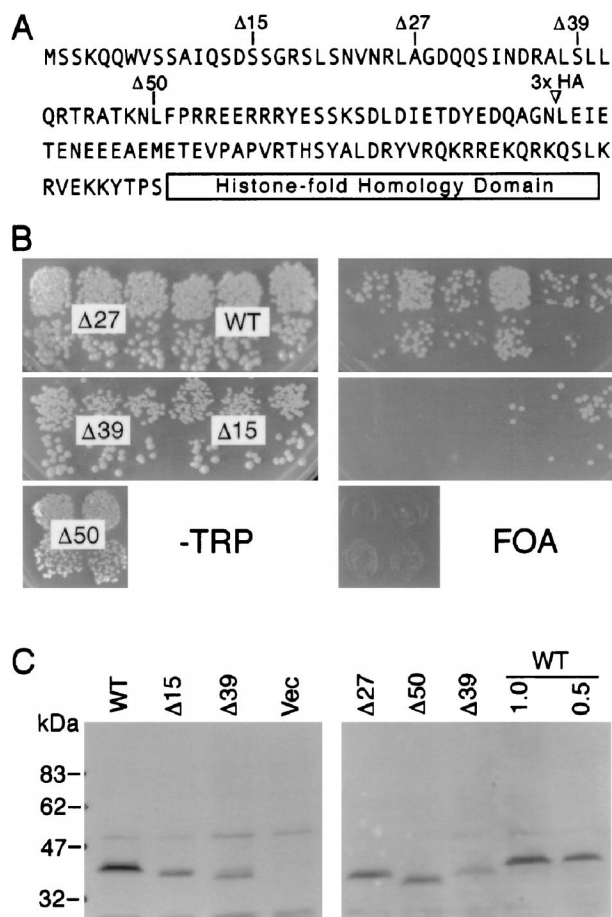 A
Δ15 Δ27 Δ39
MSSKQQWVSSAIQSDSSGRSLSNVNRLAGDQQSINDRALSLL
Δ50 3x HA
QRTRATKNLFPRREERRRYESSKSDLDIETDYEDQAGNLEIE
TENEEEAEMETEVPAPVRTHSYALDRYVRQKRREKQRKQSLK
RVEKKYTPS Histone-fold Homology Domain
B
Δ27 WT
Δ39 Δ15
Δ50 -TRP FOA
C
WT Δ15 Δ39 Vec Δ27 Δ50 Δ39 WT 1.0 0.5
kDa
83-
62-
47-
32-